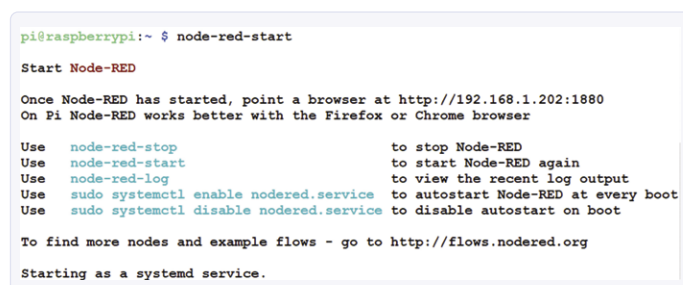 pi@raspberrypi:~ $ node-red-start
Start Node-RED
Once Node-RED has started, point a browser at http://192.168.1.202:1880
On Pi Node-RED works better with the Firefox or Chrome browser
Use node-red-stop to stop Node-RED
Use node-red-start to start Node-RED again
Use node-red-log to view the recent log output
Use sudo systemctl enable nodered.service to autostart Node-RED at every boot
Use sudo systemctl disable nodered.service to disable autostart on boot
To find more nodes and example flows - go to http://flows.nodered.org
Starting as a systemd service.